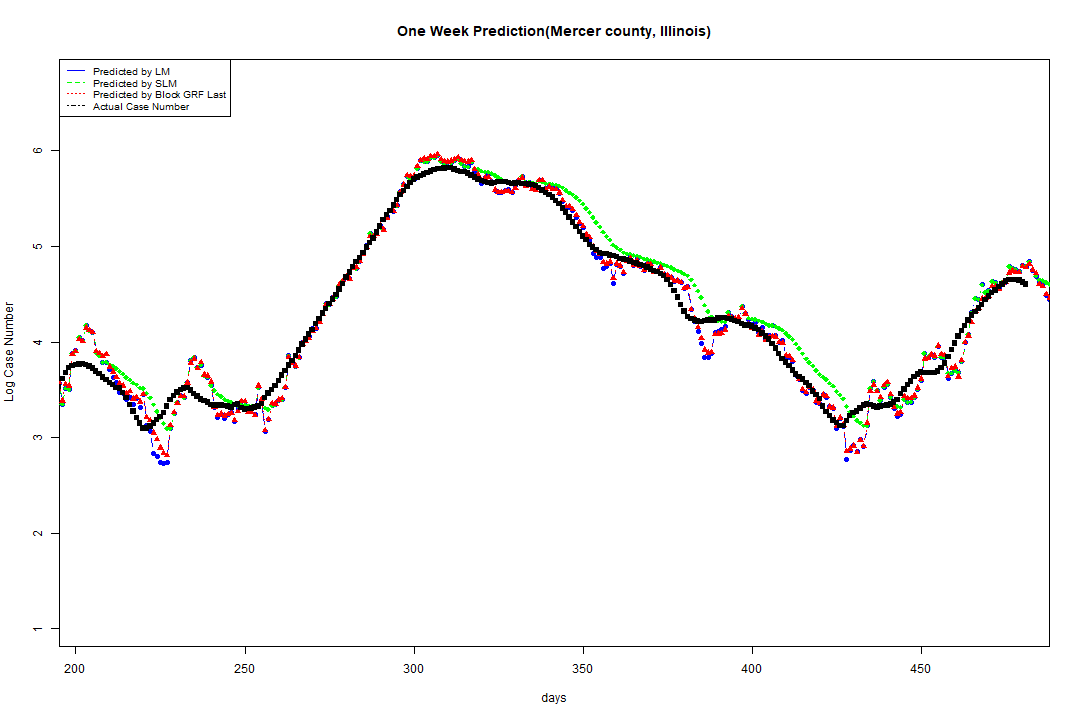 One Week Prediction(Mercer county, Illinois)
Predicted by LM
Predicted by SLM
Predicted by Block GRF Last
Actual Case Number
6
5
4
3
2
1
Log Case Number
200 250 300 350 400 450
days